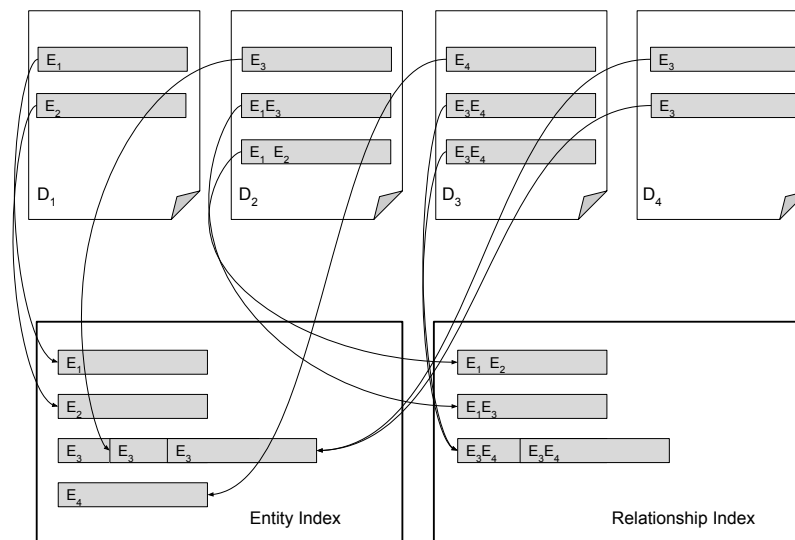 E1
E2
D1
E3
E1E3
E1 E2
D2
E4
E3E4
E3E4
D3
E3
E3
D4
E1
E2
E3 E3 E3
E4
Entity Index
E1 E2
E1E3
E3E4 E3E4
Relationship Index